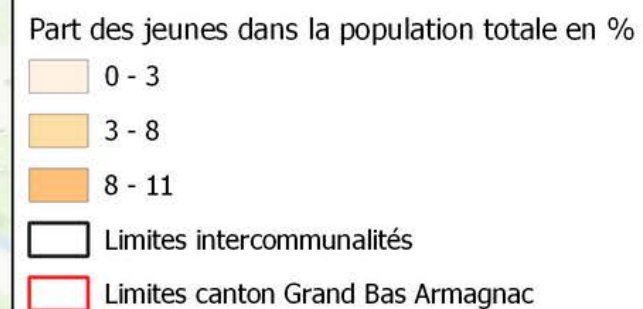 Part des jeunes dans la population totale en %
0 - 3
3 - 8
8 - 11
Limites intercommunalités
Limites canton Grand Bas Armagnac